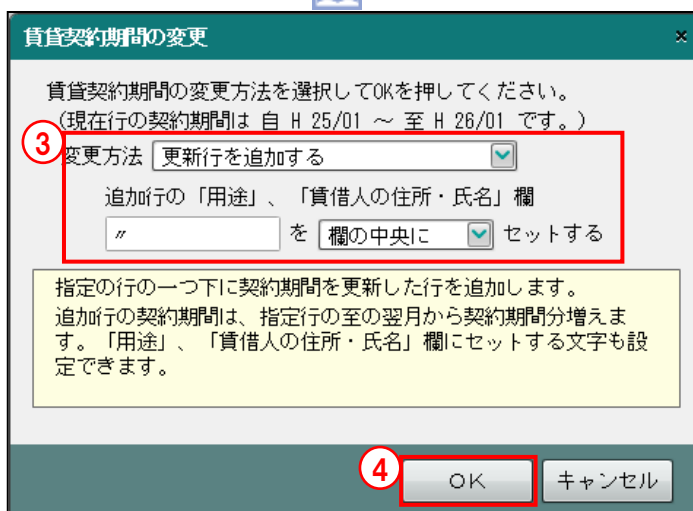 賃貸契約期間の変更 ×
賃貸契約期間の変更方法を選択してOKを押してください。
(現在行の契約期間は 自 H 25/01 ～ 至 H 26/01 です。)
③
変更方法 更新行を追加する
追加行の「用途」、「賃借人の住所・氏名」欄
〃 を 欄の中央に セットする
指定の行の一つ下に契約期間を更新した行を追加します。
追加行の契約期間は、指定行の至の翌月から契約期間分増えま
す。「用途」、「賃借人の住所・氏名」欄にセットする文字も設
定できます。
④
OK キャンセル